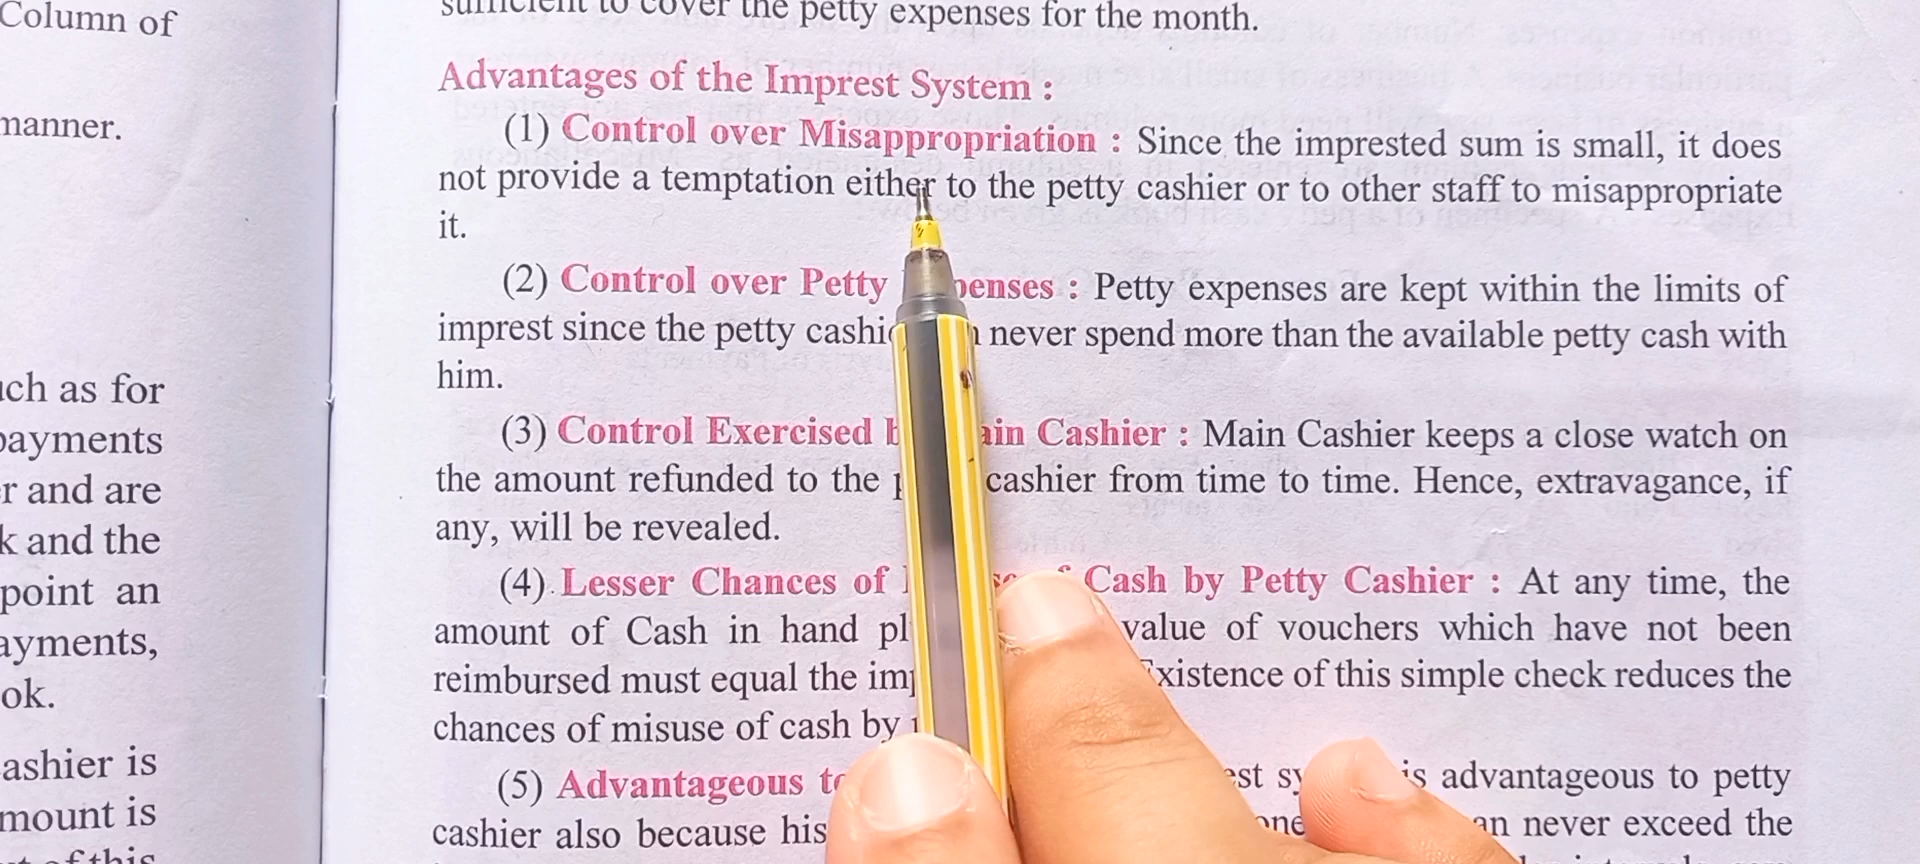 Column of
manner.
payments
r and are
k and the
point an
ayments,
ok.
ashier is
mount is
of this
to cover the petty expenses for the month.
Advantages of the Imprest System :
(1) Control over Misappropriation : Since the imprested sum is small, it does
not provide a temptation either to the petty cashier or to other staff to misappropriate
it.
(2) Control over Petty penses : Petty expenses are kept within the limits of
imprest since the petty cashi never spend more than the available petty cash with
him.
(3) Control Exercised ain Cashier : Main Cashier keeps a close watch on
the amount refunded to the cashier from time to time. Hence, extravagance, if
any, will be revealed.
(4) Lesser Chances of Cash by Petty Cashier : At any time, the
amount of Cash in hand pl value of vouchers which have not been
reimbursed must equal the im xistence of this simple check reduces the
chances of misuse of cash by
(5) Advantageous to is advantageous to petty
cashier also because his an never exceed the